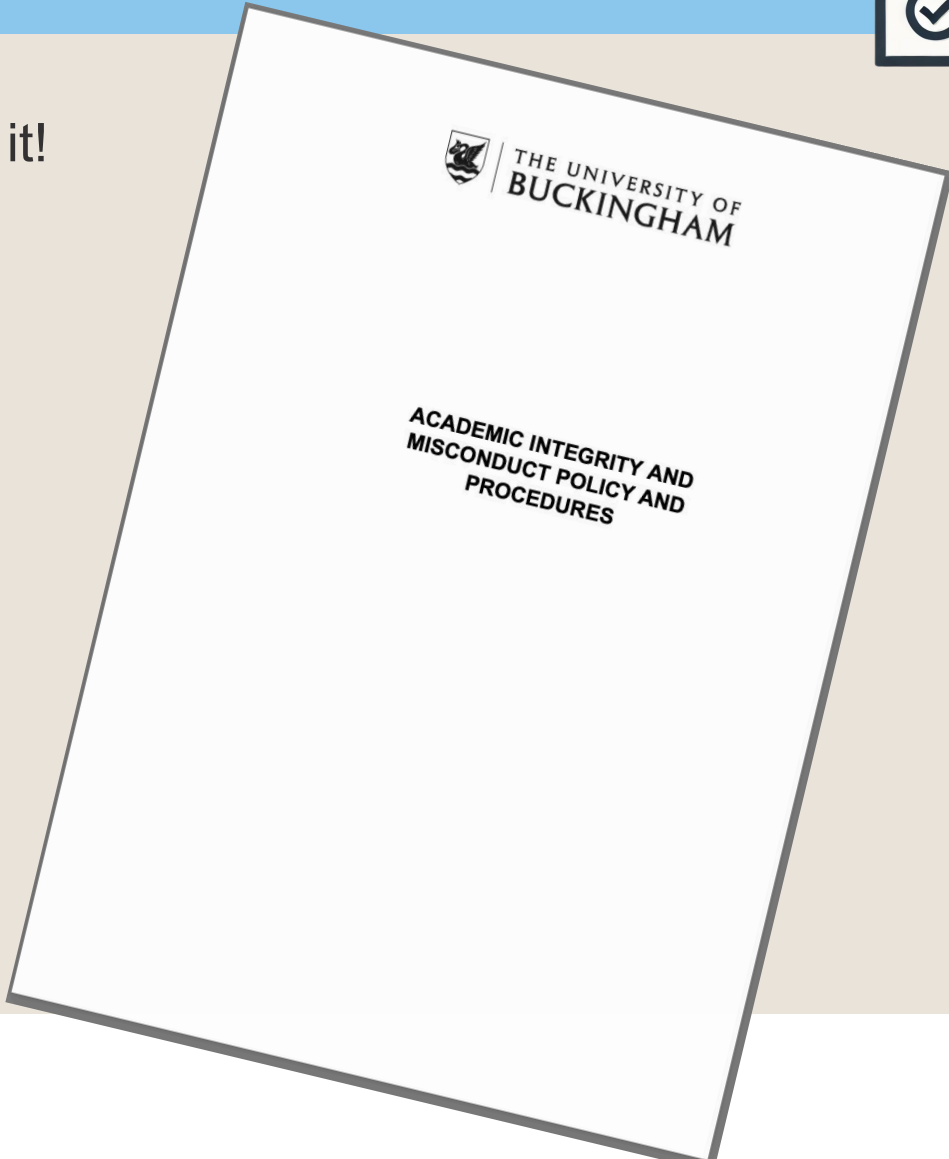 it!
THE UNIVERSITY OF
BUCKINGHAM
ACADEMIC INTEGRITY AND
MISCONDUCT POLICY AND
PROCEDURES